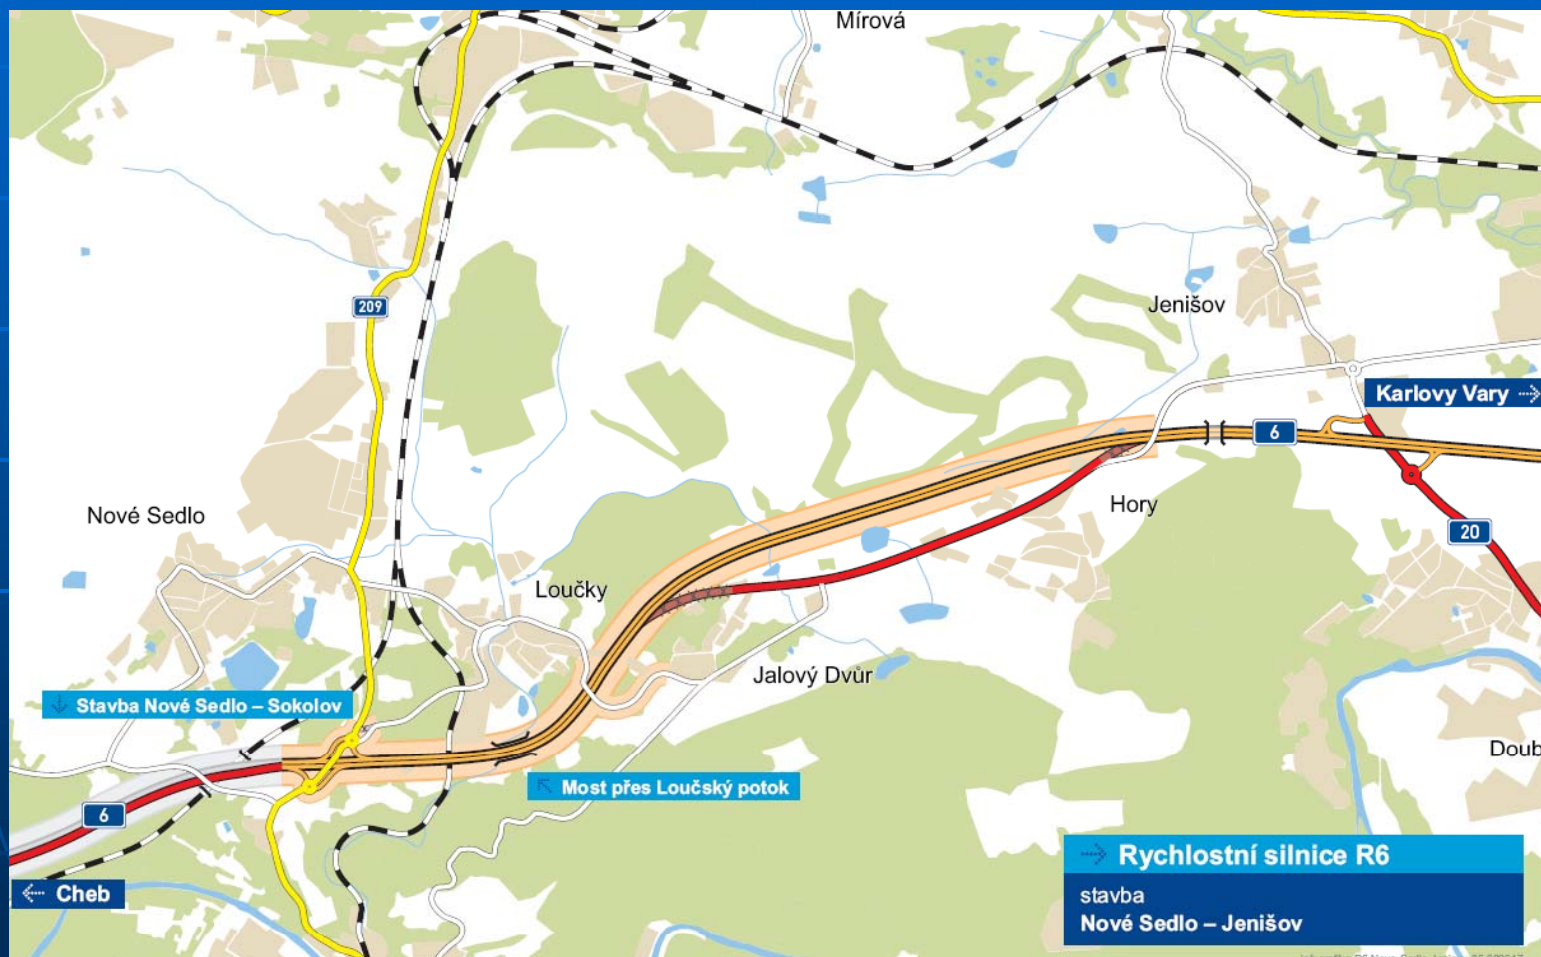 Mírová
209
Jenišov
Karlovy Vary
6
Nové Sedlo
Hory
20
Loučky
Jalový Dvůr
Stavba Nové Sedlo – Sokolov
Doub
Most přes Loučský potok
6
Rychlostní silnice R6
Cheb
stavba
Nové Sedlo – Jenišov